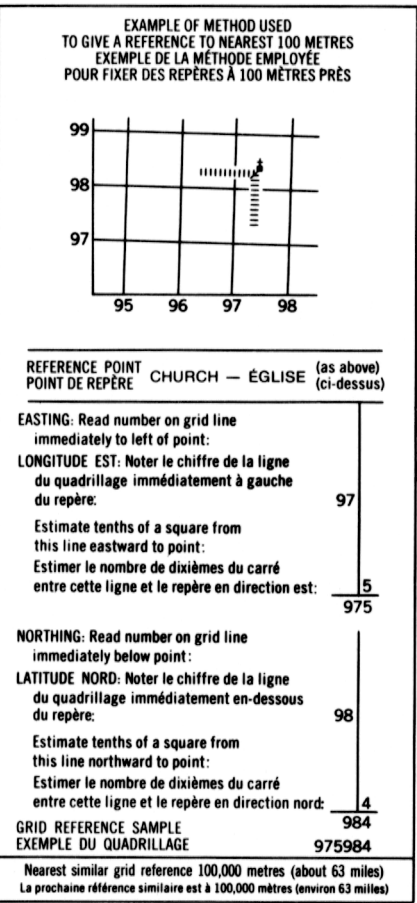 EXAMPLE OF METHOD USED
TO GIVE A REFERENCE TO NEAREST 100 METRES
EXEMPLE DE LA MÉTHODE EMPLOYÉE
POUR FIXER DES REPÈRES À 100 MÈTRES PRÈS
99
98
97
95 96 97 98
REFERENCE POINT
POINT DE REPÈRE CHURCH — ÉGLISE (as above)
(ci-dessus)
EASTING: Read number on grid line
immediately to left of point:
LONGITUDE EST: Noter le chiffre de la ligne
du quadrillage immédiatement à gauche
du repère: 97
Estimate tenths of a square from
this line eastward to point:
Estimer le nombre de dixièmes du carré
entre cette ligne et le repère en direction est: 5
975
NORTHING: Read number on grid line
immediately below point:
LATITUDE NORD: Noter le chiffre de la ligne
du quadrillage immédiatement en-dessous
du repère: 98
Estimate tenths of a square from
this line northward to point:
Estimer le nombre de dixièmes du carré
entre cette ligne et le repère en direction nord: 4
GRID REFERENCE SAMPLE 984
EXEMPLE DU QUADRILLAGE 975984
Nearest similar grid reference 100,000 metres (about 63 miles)
La prochaine référence similaire est à 100,000 mètres (environ 63 milles)